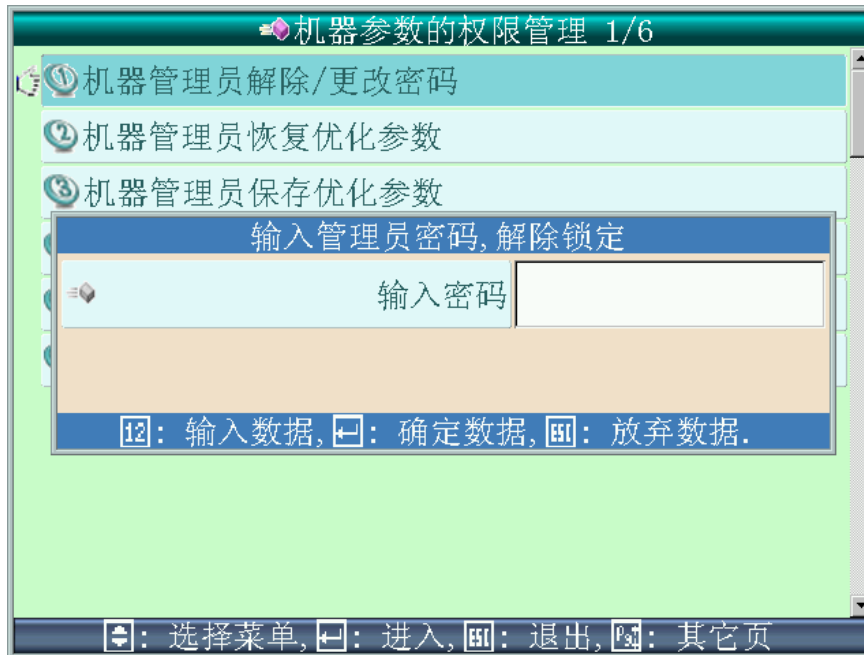 机器参数的权限管理 1/6
① 机器管理员解除/更改密码
② 机器管理员恢复优化参数
③ 机器管理员保存优化参数
输入管理员密码,解除锁定
输入密码
12: 输入数据, : 确定数据, ESC: 放弃数据.
: 选择菜单, : 进入, ESC: 退出, : 其它页